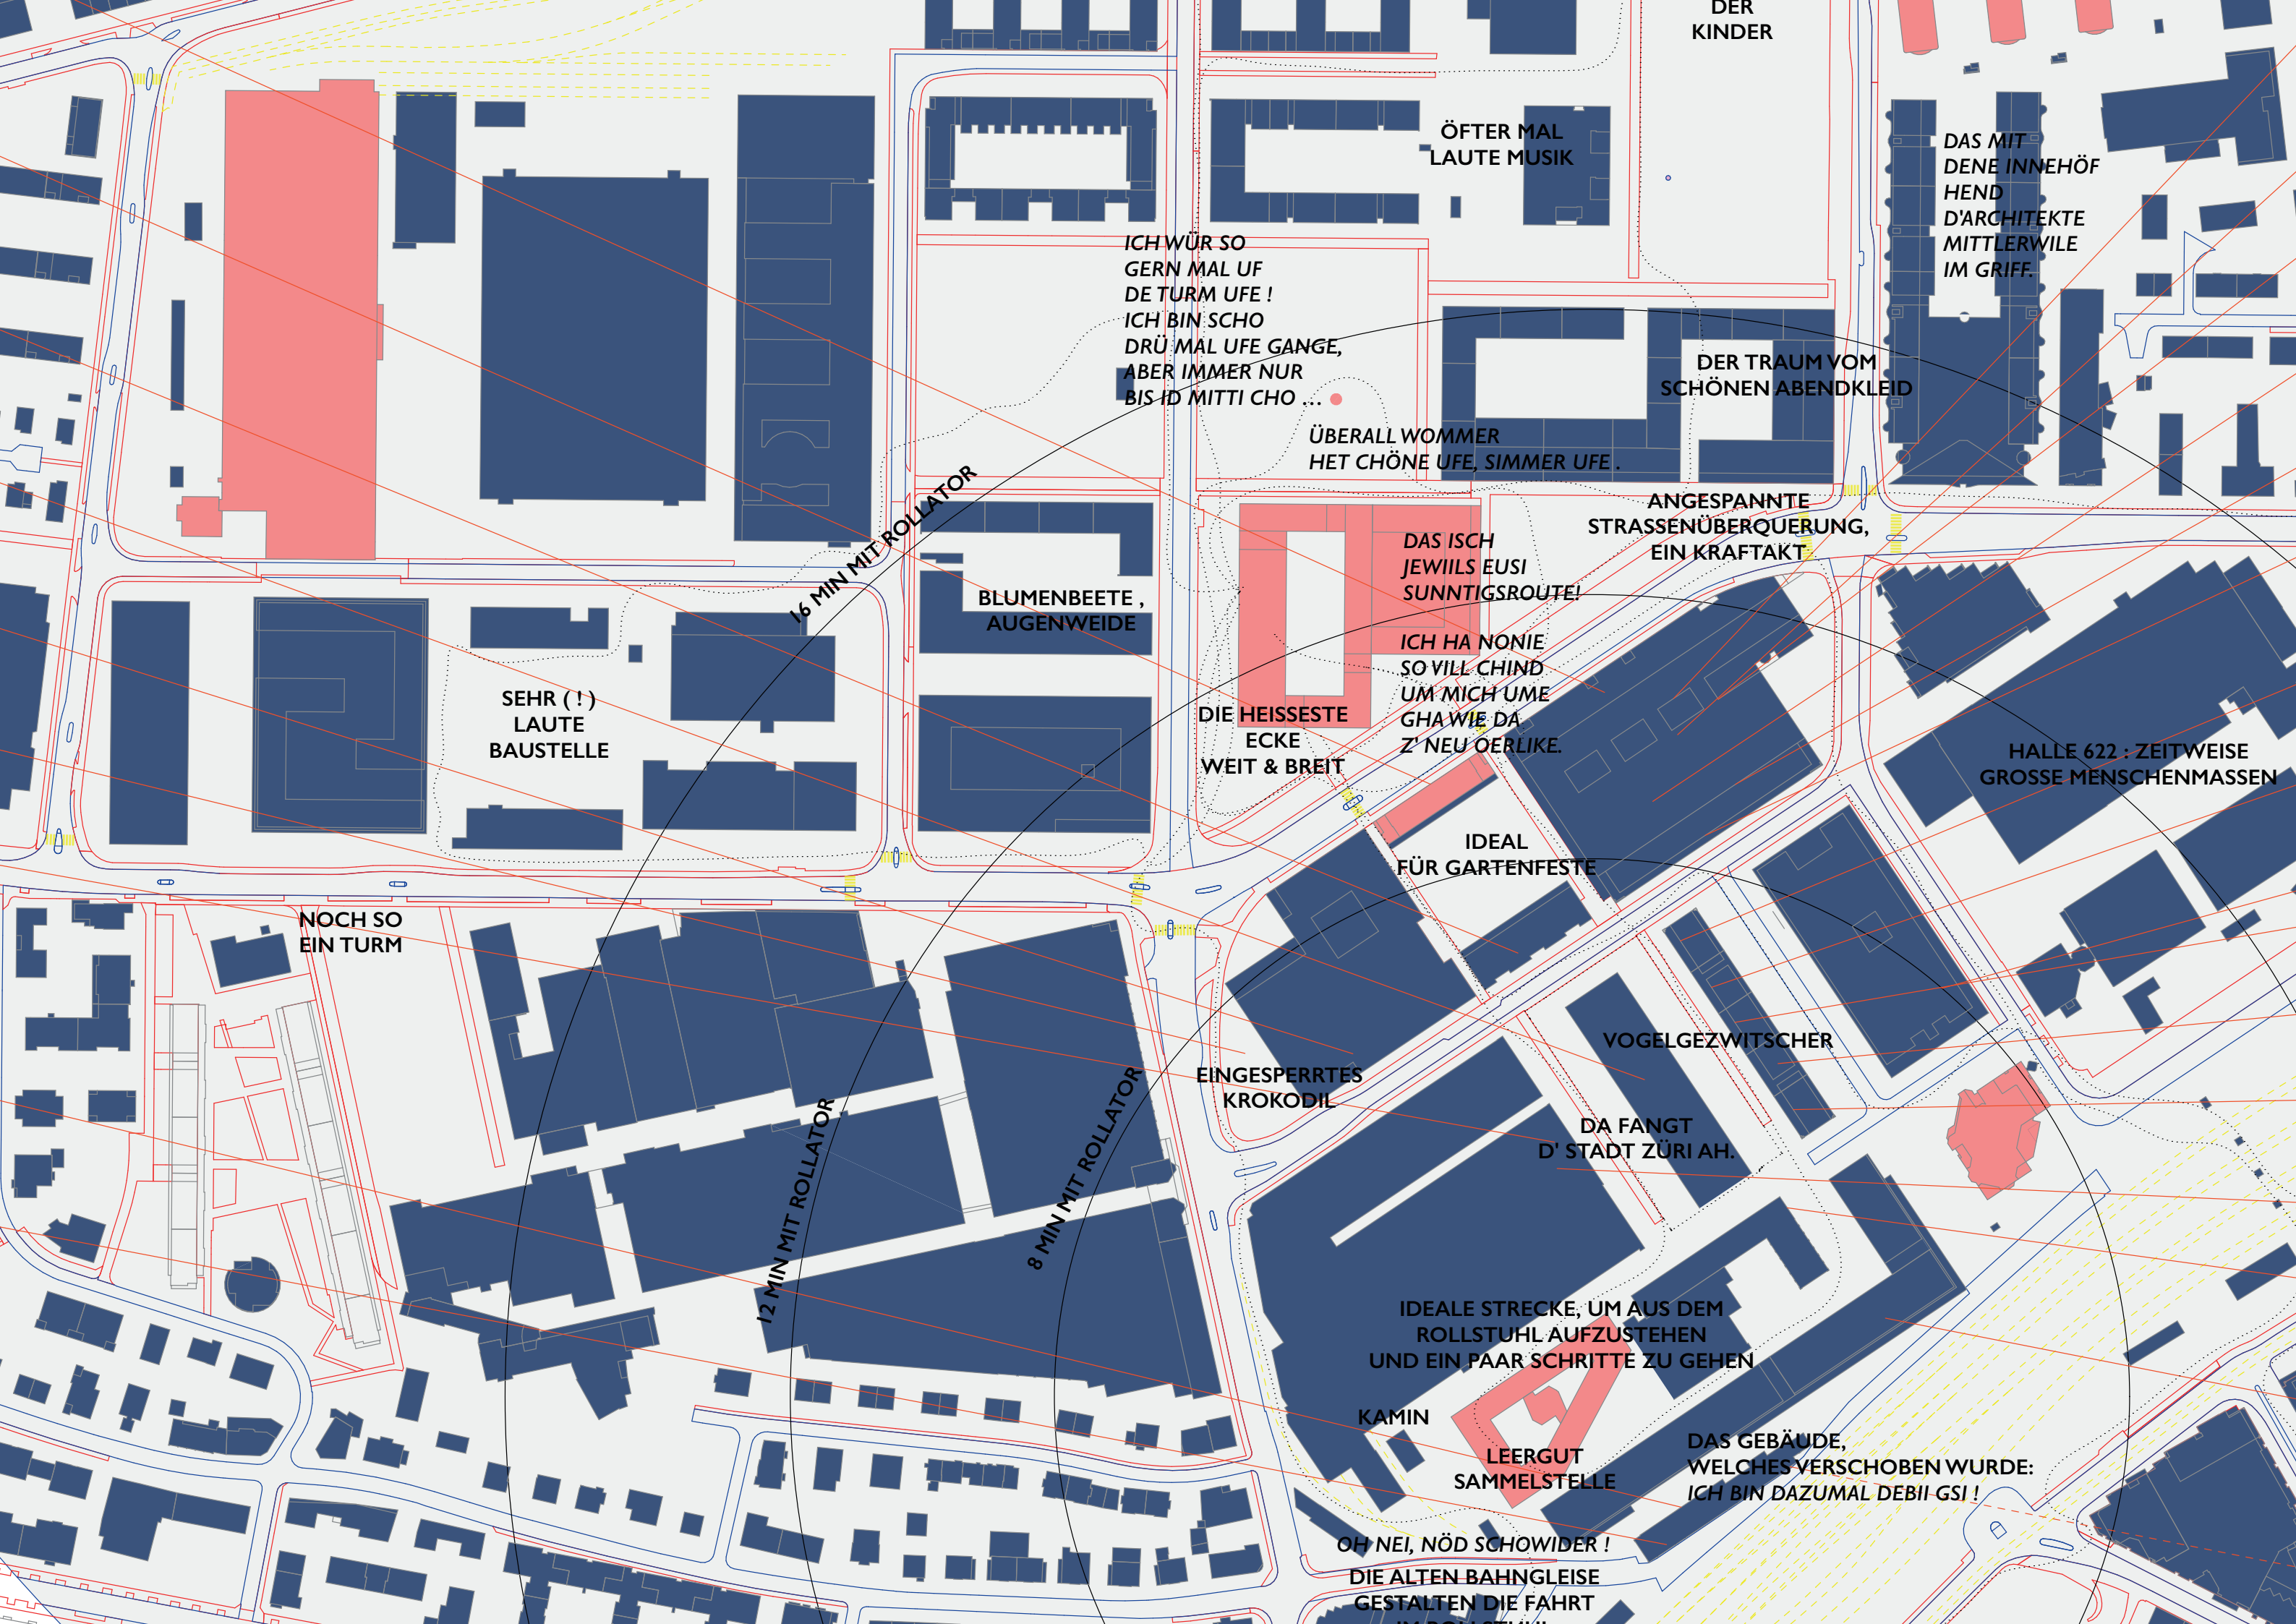 DER
KINDER
ÖFTER MAL
LAUTE MUSIK
DAS MIT
DENE INNEHÖF
HEND
D'ARCHITEKTE
MITTLERWILE
IM GRIFF.
ICH WÜR SO
GERN MAL UF
DE TURM UFE !
ICH BIN SCHO
DRÜ MAL UFE GANGE,
ABER IMMER NUR
BIS ID MITTI CHO ...
DER TRAUM VOM
SCHÖNEN ABENDKLEID
ÜBERALL WOMMER
HET CHÖNE UFE, SIMMER UFE .
ANGESPANNTE
STRASSENÜBERQUERUNG,
EIN KRAFTAKT
16 MIN MIT ROLLATOR
DAS ISCH
JEWIILS EUSI
SUNNTIGSROUTE!
BLUMENBEETE ,
AUGENWEIDE
ICH HA NONIE
SO VILL CHIND
UM MICH UME
GHA WIE DA
Z' NEU OERLIKE.
SEHR ( ! )
LAUTE
BAUSTELLE
DIE HEISSESTE
ECKE
WEIT & BREIT
HALLE 622 : ZEITWEISE
GROSSE MENSCHENMASSEN
IDEAL
FÜR GARTENFESTE
NOCH SO
EIN TURM
VOGELGEZWITSCHER
EINGESPERRTES
KROKODIL
12 MIN MIT ROLLATOR
8 MIN MIT ROLLATOR
DA FANGT
D' STADT ZÜRI AH.
IDEALE STRECKE, UM AUS DEM
ROLLSTUHL AUFZUSTEHEN
UND EIN PAAR SCHRITTE ZU GEHEN
KAMIN
LEERGUT
SAMMELSTELLE
DAS GEBÄUDE,
WELCHES VERSCHOBEN WURDE:
ICH BIN DAZUMAL DEBII GSI !
OH NEI, NÖD SCHOWIDER !
DIE ALTEN BAHNGLEISE
GESTALTEN DIE FAHRT
IM ROLLSTUHL